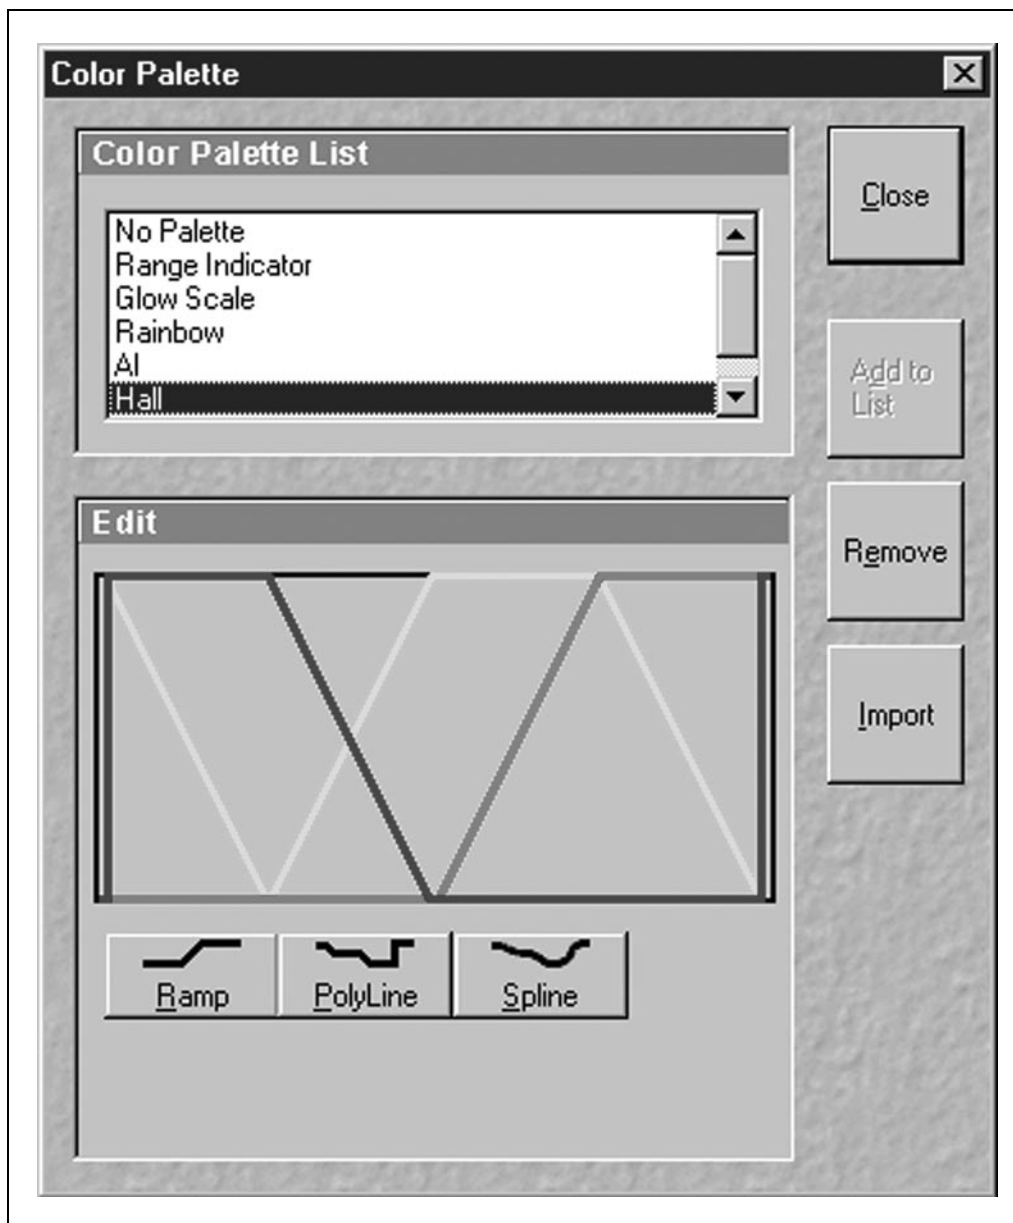 Color Palette
Color Palette List
No Palette
Range Indicator
Glow Scale
Rainbow
Al
Hall
Close
Add to
List
Remove
Import
Edit
Ramp
PolyLine
Spline